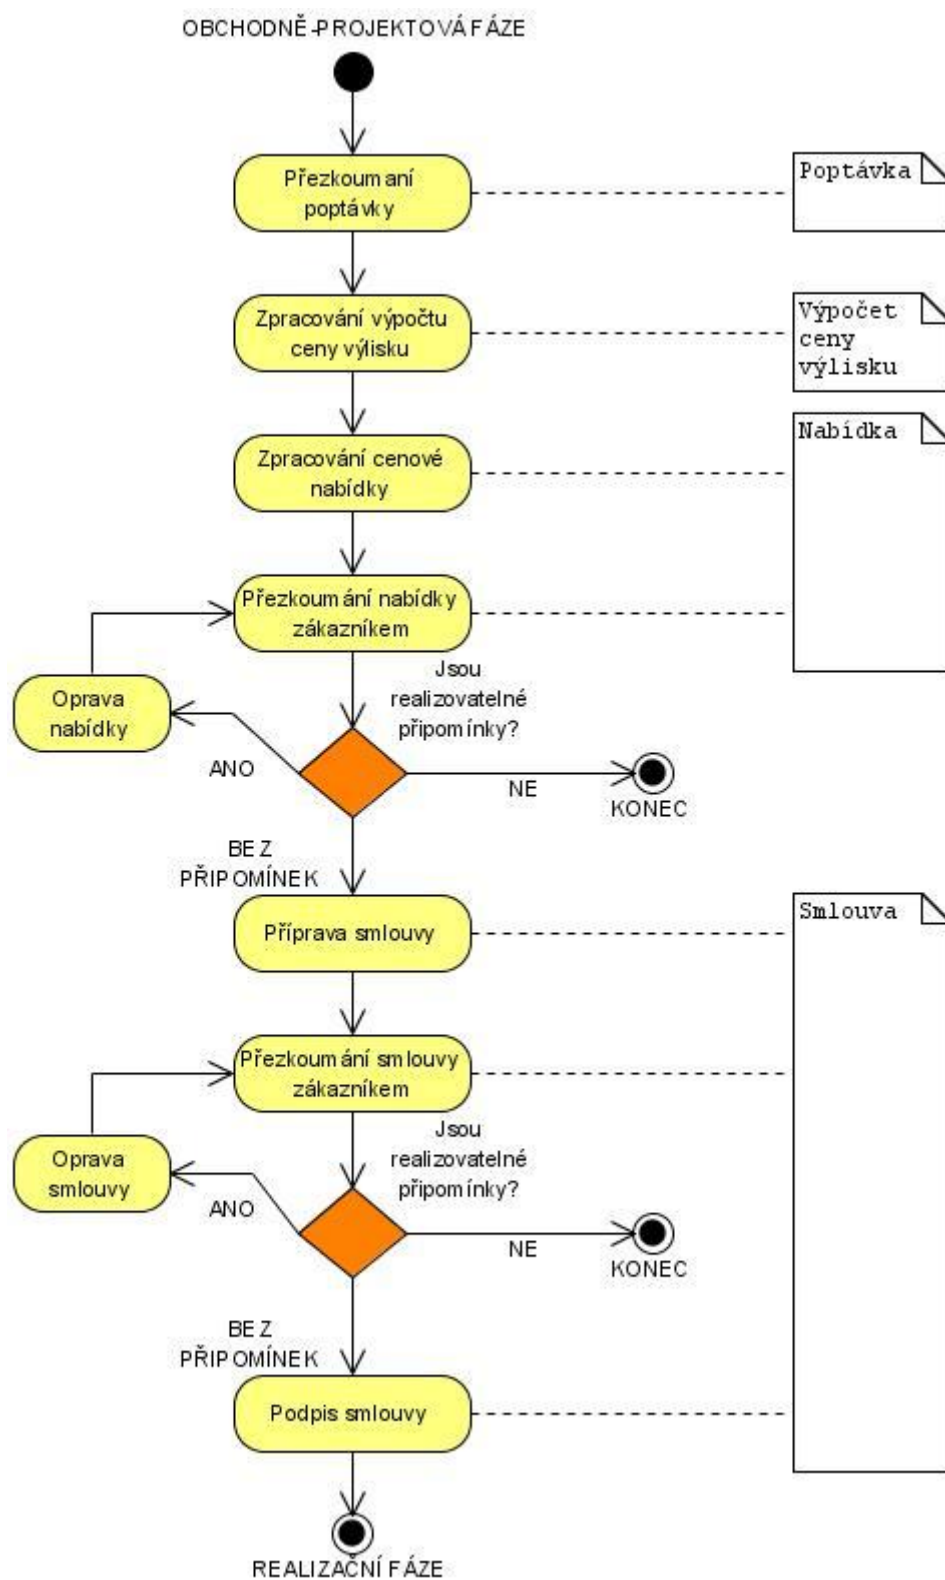 OBCHODNĚ-PROJEKTOVÁ FÁZE
Přezkoumaní
poptávky
Poptávka
Zpracování výpočtu
ceny výlisku
Výpočet
ceny
výlisku
Zpracování cenové
nabídky
Nabídka
Přezkoumání nabídky
zákazníkem
Oprava
nabídky
Jsou
realizovatelné
připomínky?
ANO
NE
KONEC
BEZ
PŘIPOMÍNEK
Příprava smlouvy
Smlouva
Přezkoumání smlouvy
zákazníkem
Oprava
smlouvy
Jsou
realizovatelné
připomínky?
ANO
NE
KONEC
BEZ
PŘIPOMÍNEK
Podpis smlouvy
REALIZAČNÍ FÁZE